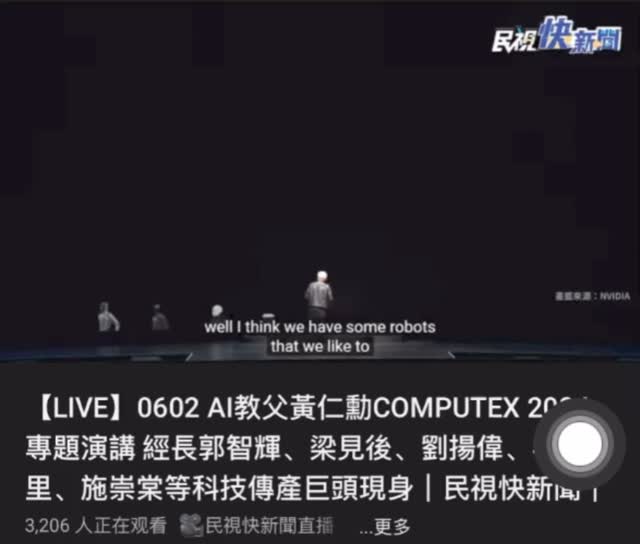 民視快新聞
畫面來源：NVIDIA
well I think we have some robots
that we like to
【LIVE】0602 AI教父黃仁勳COMPUTEX
專題演講 經長郭智輝、梁見後、劉揚偉、
里、施崇棠等科技傳產巨頭現身｜民視快新聞｜
3,206 人正在观看 民視快新聞直播 ...更多